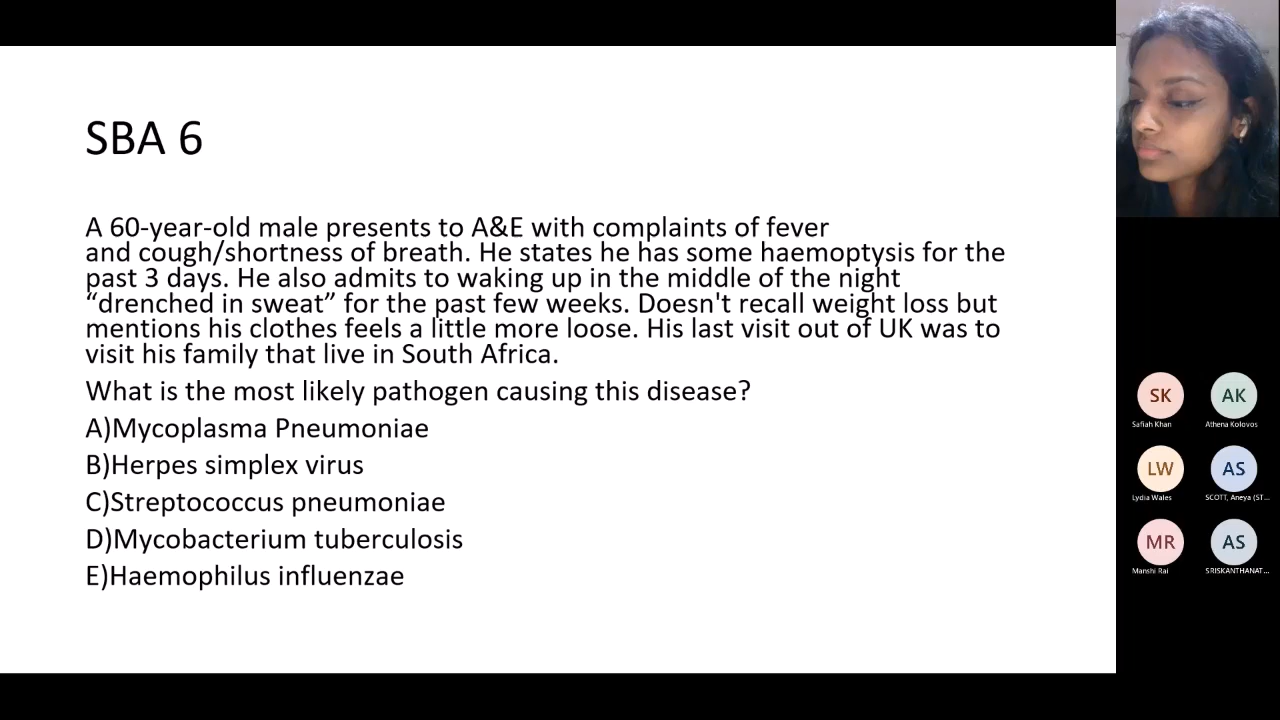 SBA 6
A 60-year-old male presents to A&E with complaints of fever
and cough/shortness of breath. He states he has some haemoptysis for the
past 3 days. He also admits to waking up in the middle of the night
“drenched in sweat” for the past few weeks. Doesn't recall weight loss but
mentions his clothes feels a little more loose. His last visit out of UK was to
visit his family that live in South Africa.
What is the most likely pathogen causing this disease?
A)Mycoplasma Pneumoniae
B)Herpes simplex virus
C)Streptococcus pneumoniae
D)Mycobacterium tuberculosis
E)Haemophilus influenzae
SK AK
Safiah Khan Athena Kolovos
LW AS
Lydia Wales SCOTT, Aneya (ST...
MR AS
Manshi Rai SRISKANTHANAT...